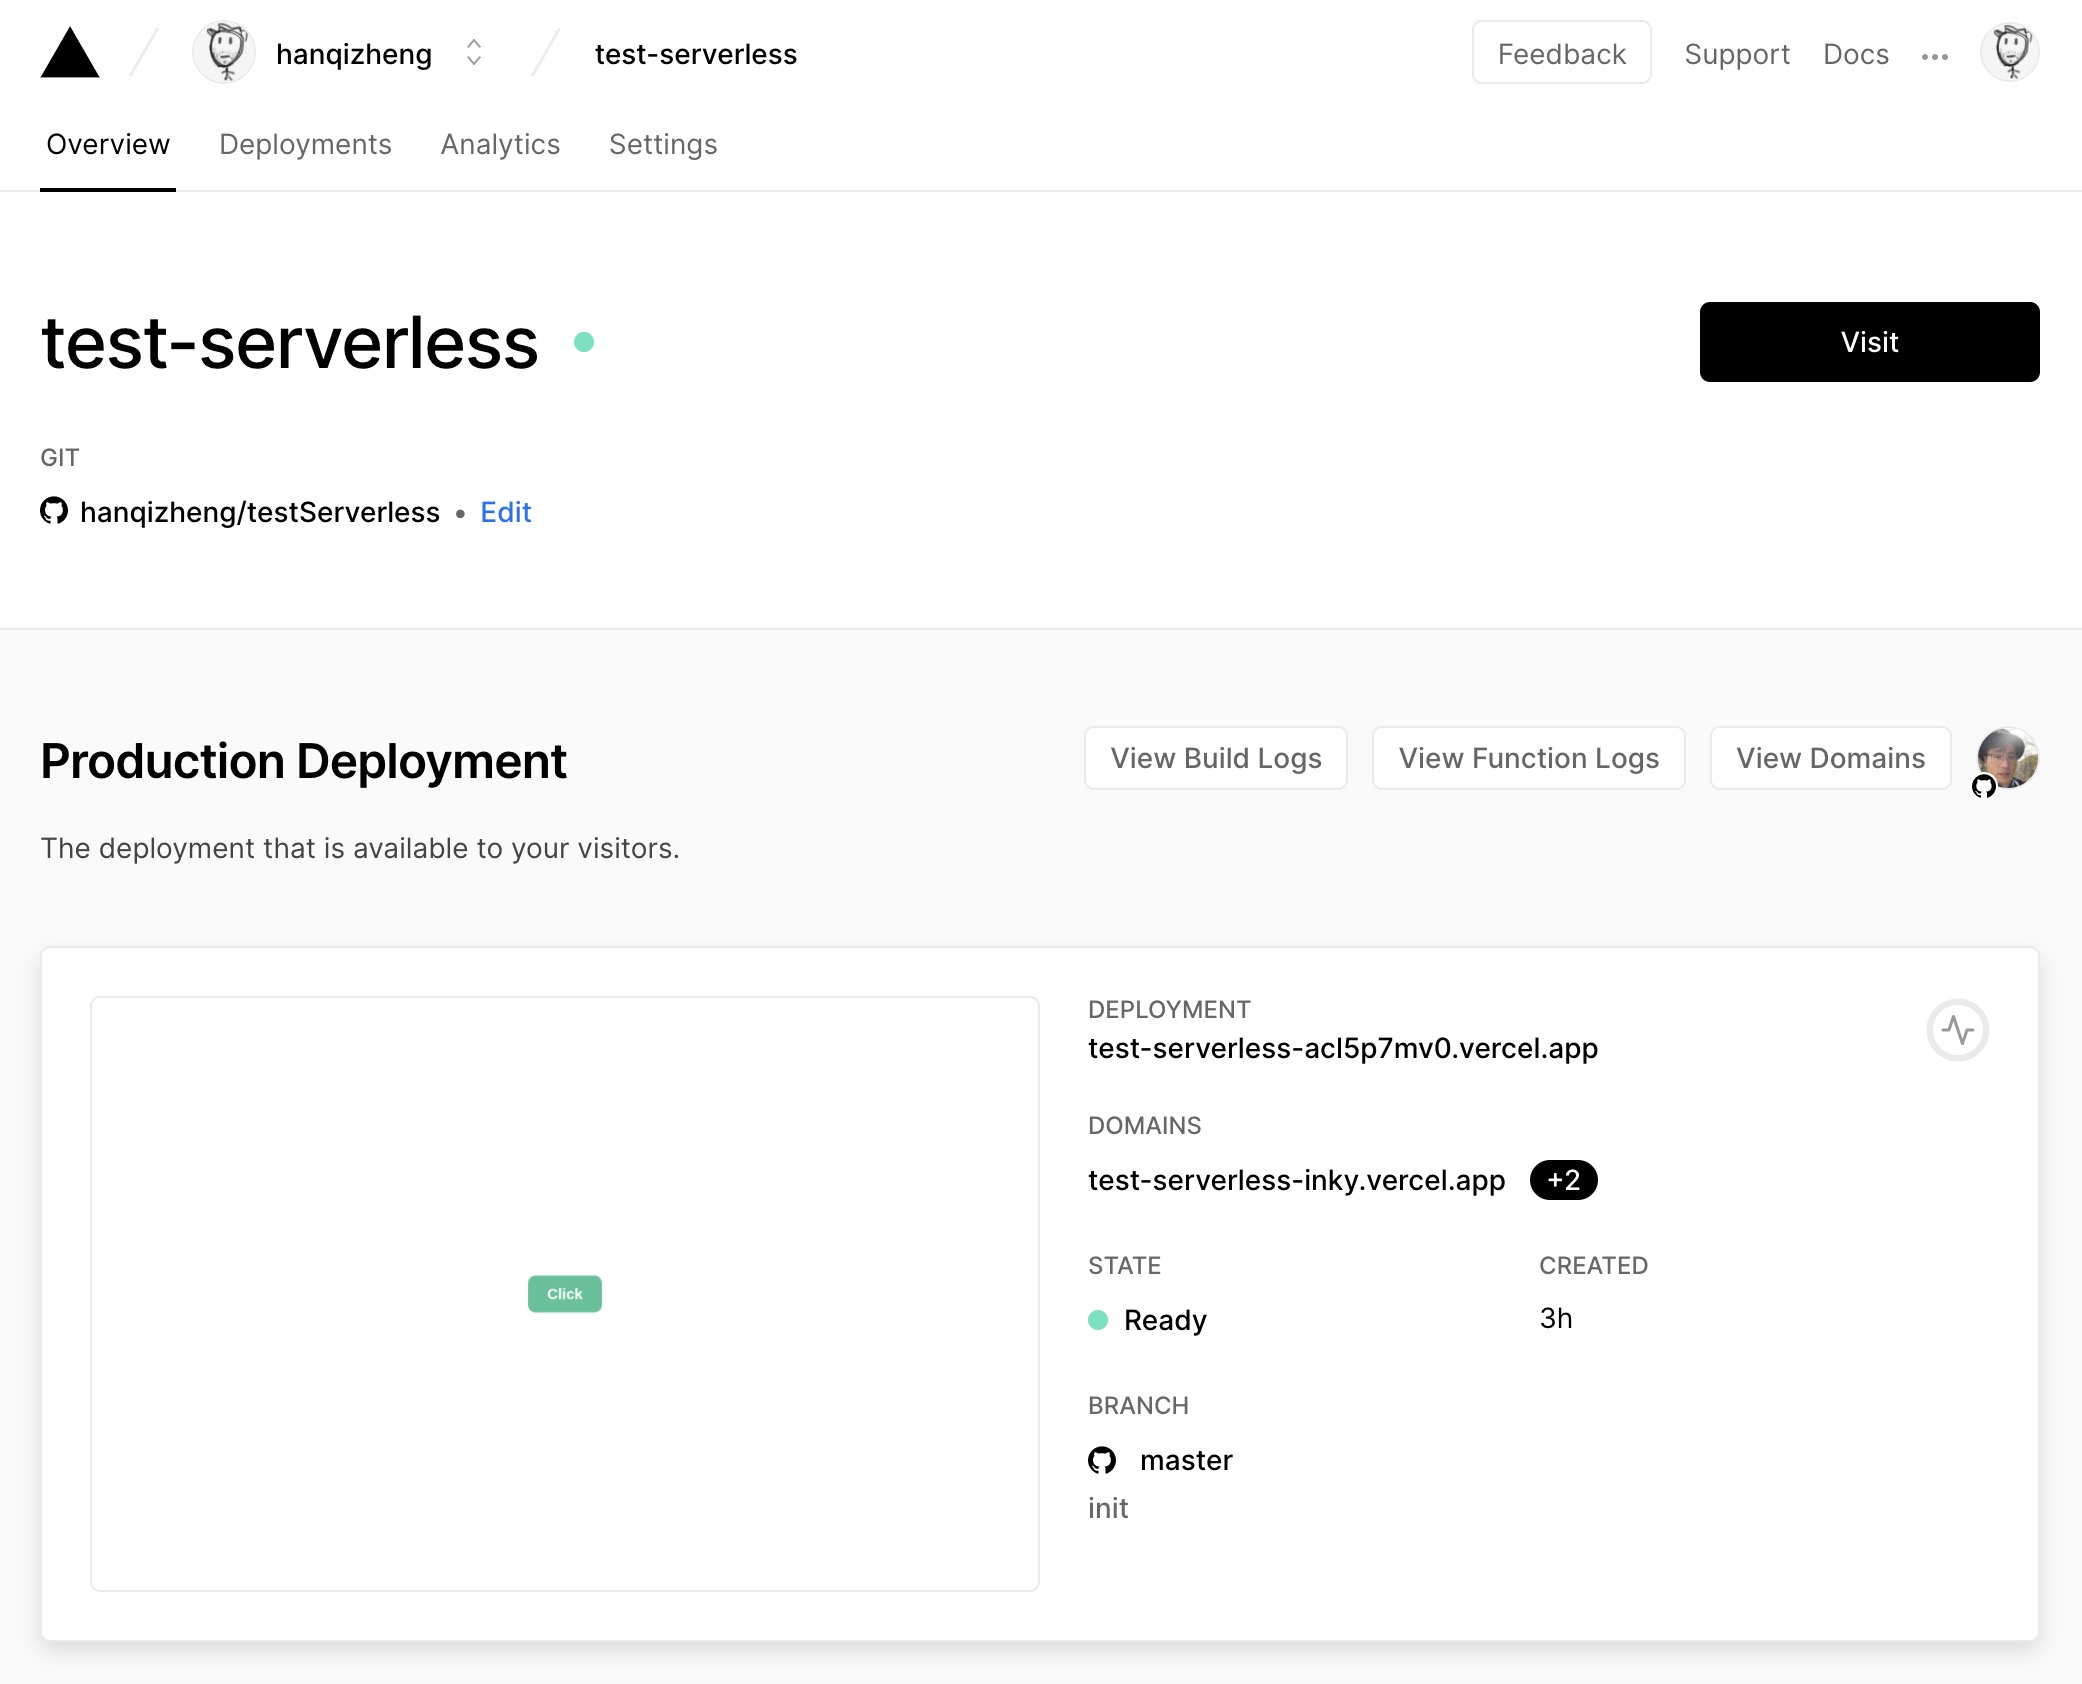 hanqizheng
test-serverless
Feedback
Support
Docs
Overview
Deployments
Analytics
Settings
test-serverless
Visit
GIT
hanqizheng/testServerless • Edit
Production Deployment
View Build Logs
View Function Logs
View Domains
The deployment that is available to your visitors.
Click
DEPLOYMENT
test-serverless-acl5p7mv0.vercel.app
DOMAINS
test-serverless-inky.vercel.app +2
STATE
Ready
CREATED
3h
BRANCH
master
init